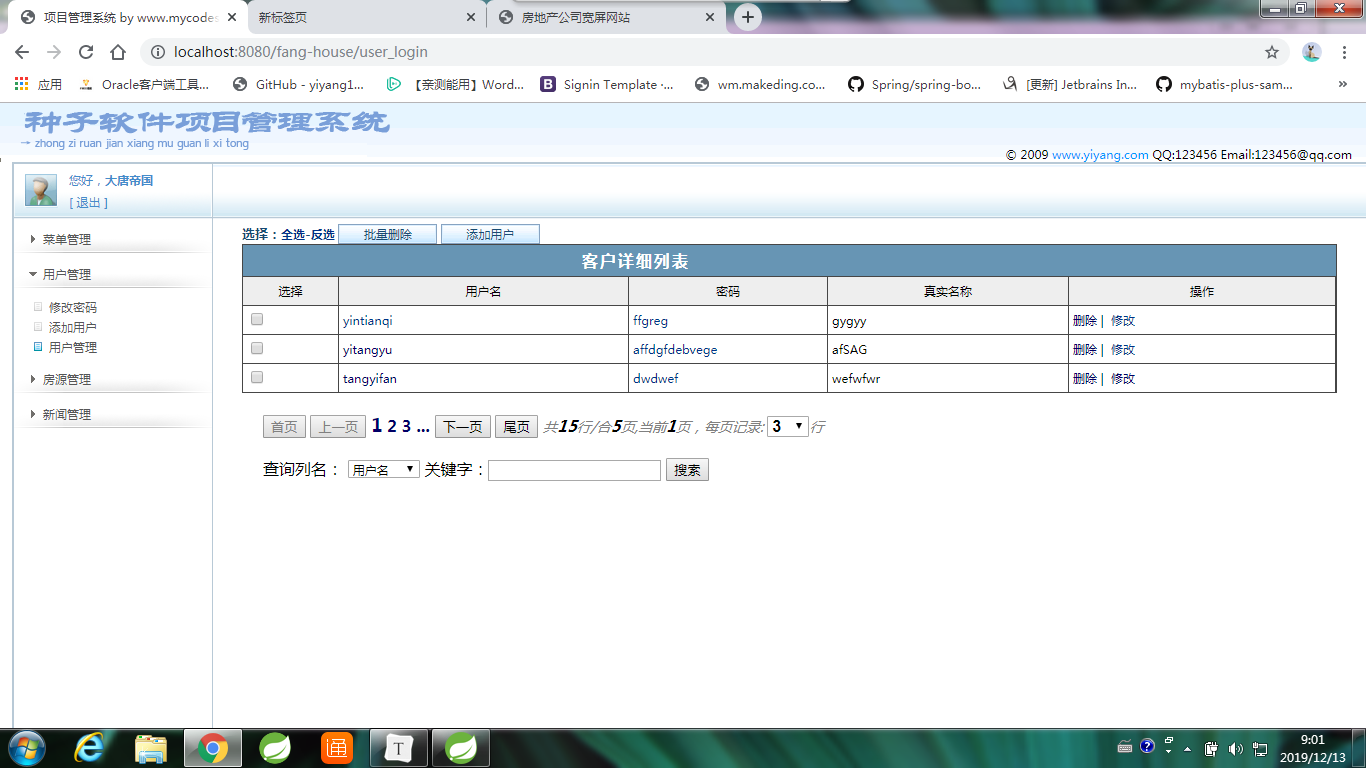 项目管理系统 by www.mycodes
新标签页
房地产公司宽屏网站
localhost:8080/fang-house/user_login
应用
Oracle客户端工具...
GitHub - yiyang1...
【亲测能用】Word...
Signin Template ·...
wm.makeding.co...
Spring/spring-bo...
[更新] Jetbrains In...
mybatis-plus-sam...
»
种子软件项目管理系统
→ zhong zi ruan jian xiang mu guan li xi tong
© 2009 www.yiyang.com QQ:123456 Email:123456@qq.com
您好，大唐帝国
[ 退出 ]
菜单管理
用户管理
修改密码
添加用户
用户管理
房源管理
新闻管理
选择：全选-反选 批量删除 添加用户
客户详细列表
选择 用户名 密码 真实名称 操作
yintianqi ffgreg gygyy 删除 | 修改
yitangyu affdgfdebvege afSAG 删除 | 修改
tangyifan dwdwef wefwfwr 删除 | 修改
首页 上一页 1 2 3 ... 下一页 尾页 共15行/合5页,当前1页，每页记录: 3 行
查询列名： 用户名 关键字： 搜索
T
9:01
2019/12/13